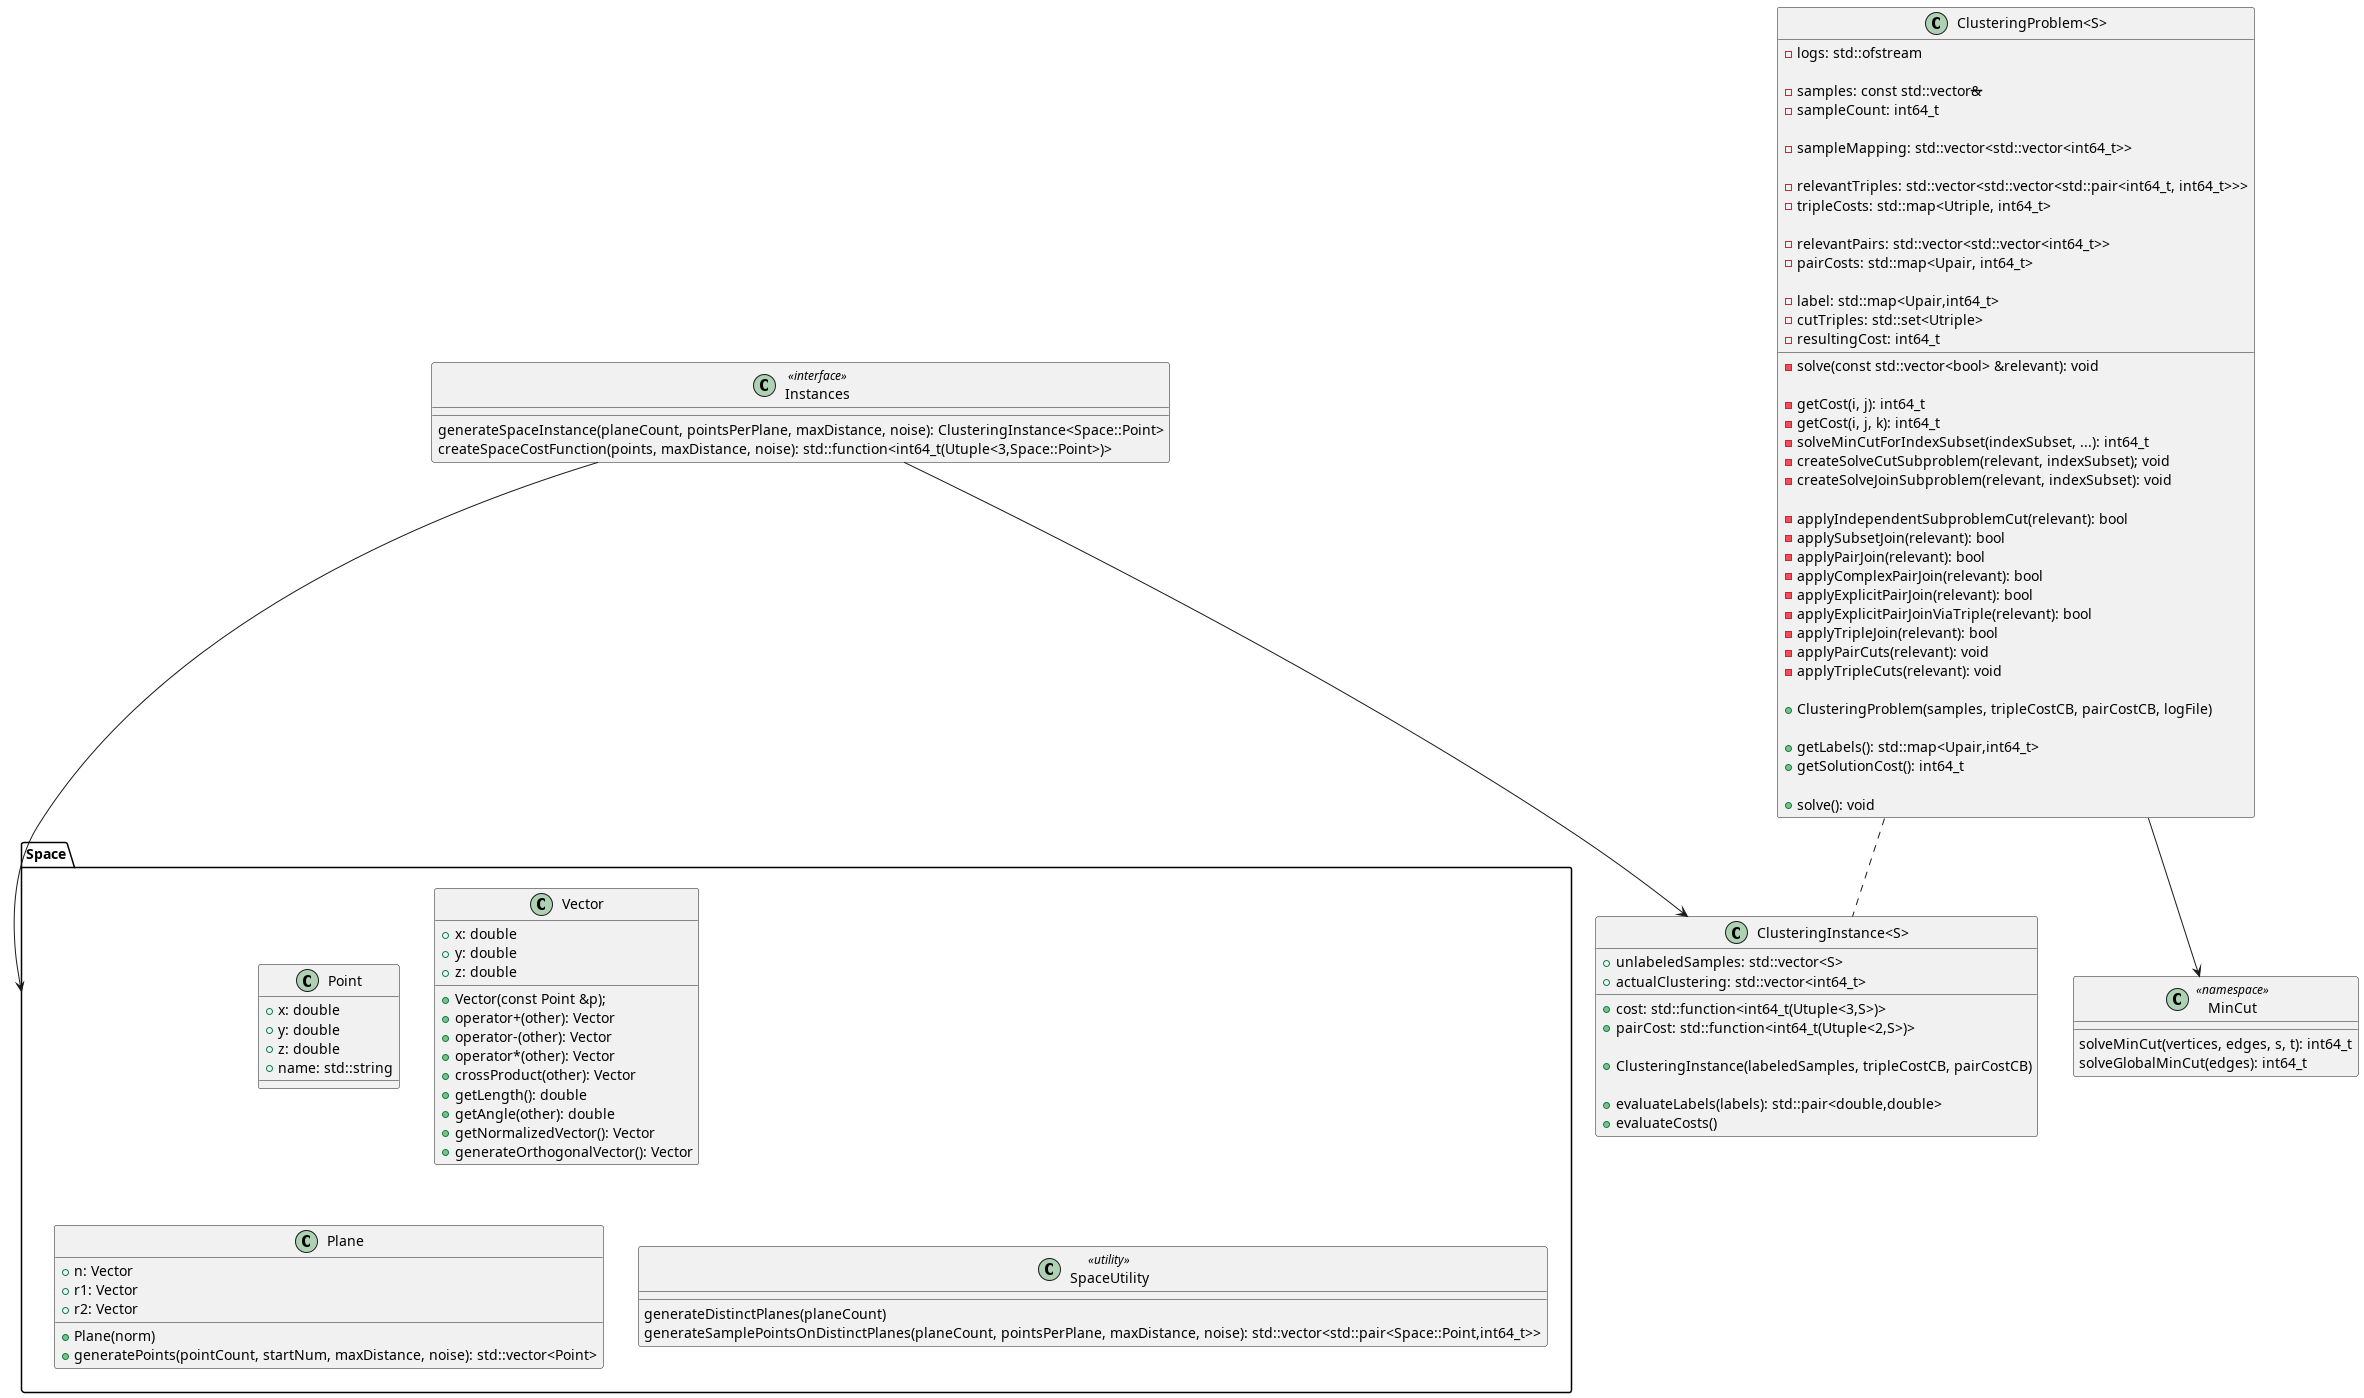 ClusteringProblem<S>
logs: std::ofstream
samples: const std::vector&
sampleCount: int64_t
sampleMapping: std::vector<std::vector<int64_t>>
relevantTriples: std::vector<std::vector<std::pair<int64_t, int64_t>>>
tripleCosts: std::map<Utriple, int64_t>
relevantPairs: std::vector<std::vector<int64_t>>
pairCosts: std::map<Upair, int64_t>
label: std::map<Upair,int64_t>
cutTriples: std::set<Utriple>
resultingCost: int64_t
solve(const std::vector<bool> &relevant): void
getCost(i, j): int64_t
getCost(i, j, k): int64_t
solveMinCutForIndexSubset(indexSubset, ...): int64_t
createSolveCutSubproblem(relevant, indexSubset); void
createSolveJoinSubproblem(relevant, indexSubset): void
applyIndependentSubproblemCut(relevant): bool
applySubsetJoin(relevant): bool
applyPairJoin(relevant): bool
applyComplexPairJoin(relevant): bool
applyExplicitPairJoin(relevant): bool
applyExplicitPairJoinViaTriple(relevant): bool
applyTripleJoin(relevant): bool
applyPairCuts(relevant): void
applyTripleCuts(relevant): void
ClusteringProblem(samples, tripleCostCB, pairCostCB, logFile)
getLabels(): std::map<Upair,int64_t>
getSolutionCost(): int64_t
solve(): void
«interface»
Instances
generateSpaceInstance(planeCount, pointsPerPlane, maxDistance, noise): ClusteringInstance<Space::Point>
createSpaceCostFunction(points, maxDistance, noise): std::function<int64_t(Utuple<3,Space::Point>)>
Space
Point
x: double
y: double
z: double
name: std::string
Vector
x: double
y: double
z: double
Vector(const Point &p);
operator+(other): Vector
operator-(other): Vector
operator*(other): Vector
crossProduct(other): Vector
getLength(): double
getAngle(other): double
getNormalizedVector(): Vector
generateOrthogonalVector(): Vector
ClusteringInstance<S>
unlabeledSamples: std::vector<S>
actualClustering: std::vector<int64_t>
cost: std::function<int64_t(Utuple<3,S>)>
pairCost: std::function<int64_t(Utuple<2,S>)>
ClusteringInstance(labeledSamples, tripleCostCB, pairCostCB)
evaluateLabels(labels): std::pair<double,double>
evaluateCosts()
«namespace»
MinCut
solveMinCut(vertices, edges, s, t): int64_t
solveGlobalMinCut(edges): int64_t
Plane
n: Vector
r1: Vector
r2: Vector
Plane(norm)
generatePoints(pointCount, startNum, maxDistance, noise): std::vector<Point>
«utility»
SpaceUtility
generateDistinctPlanes(planeCount)
generateSamplePointsOnDistinctPlanes(planeCount, pointsPerPlane, maxDistance, noise): std::vector<std::pair<Space::Point,int64_t>>